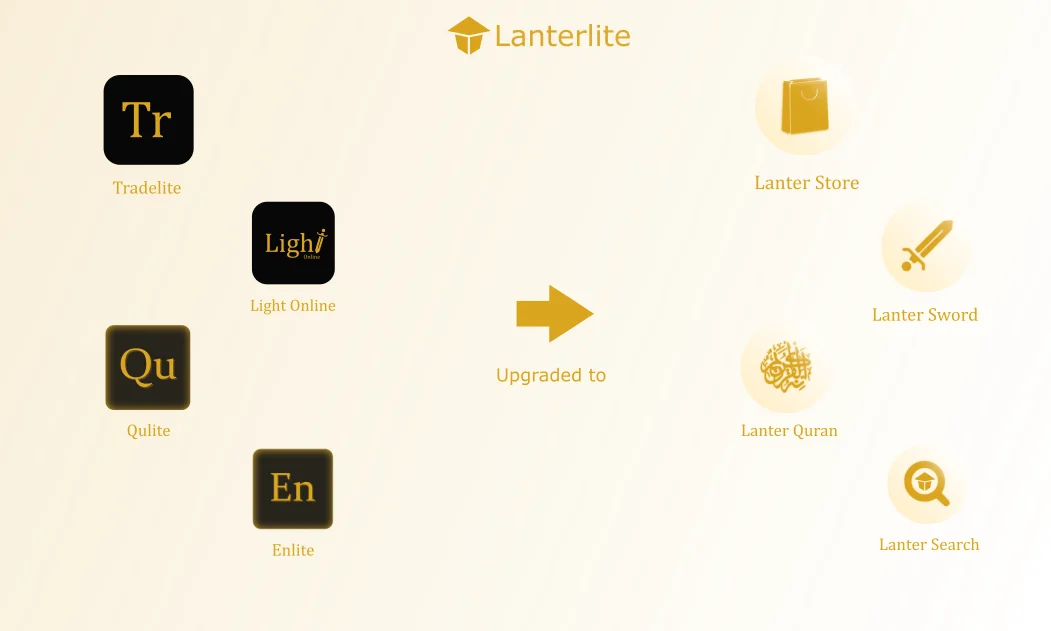 Lanterlite
Tr
Tradelite
Light
Online
Light Online
Qu
Qulite
En
Enlite
Upgraded to
Lanter Store
Lanter Sword
Lanter Quran
Lanter Search